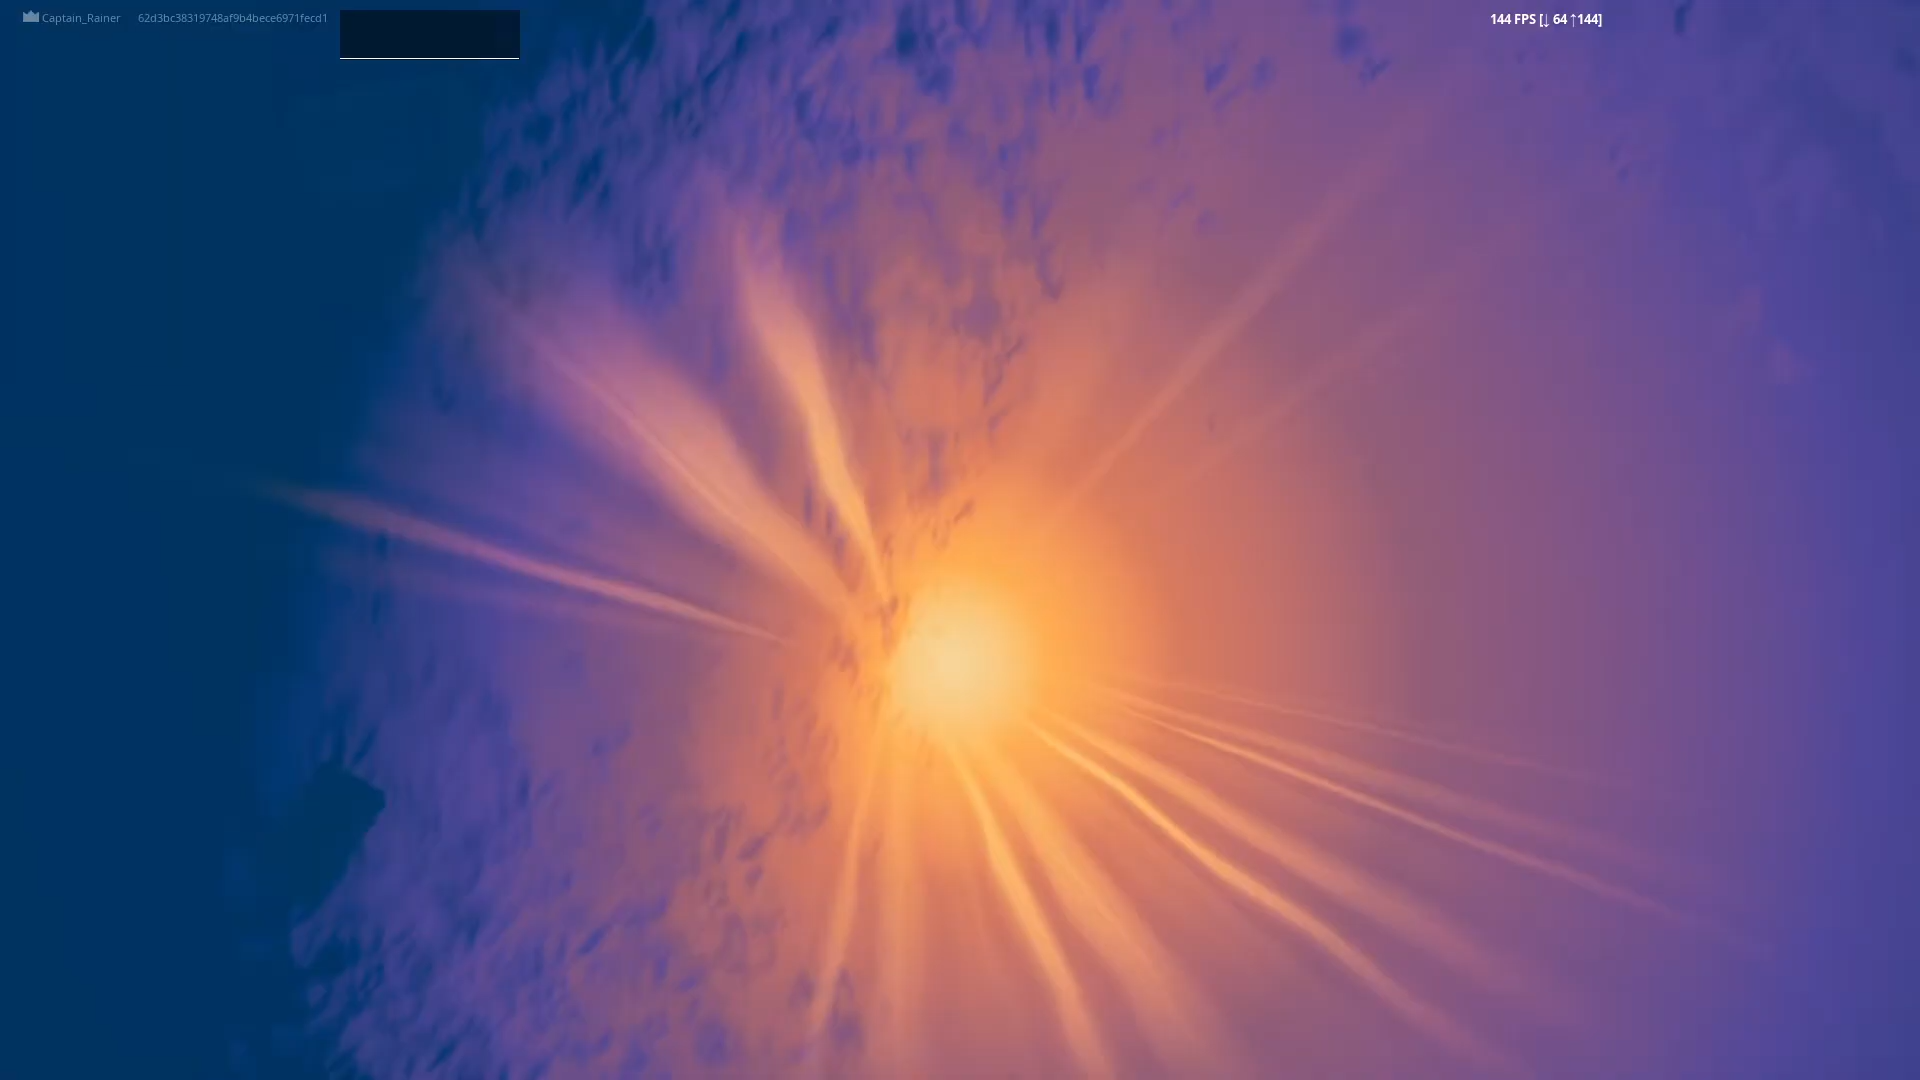 Captain_Rainer 62d3bc38319748af9b4bece6971fecd1
144 FPS [↓ 64 ↑144]